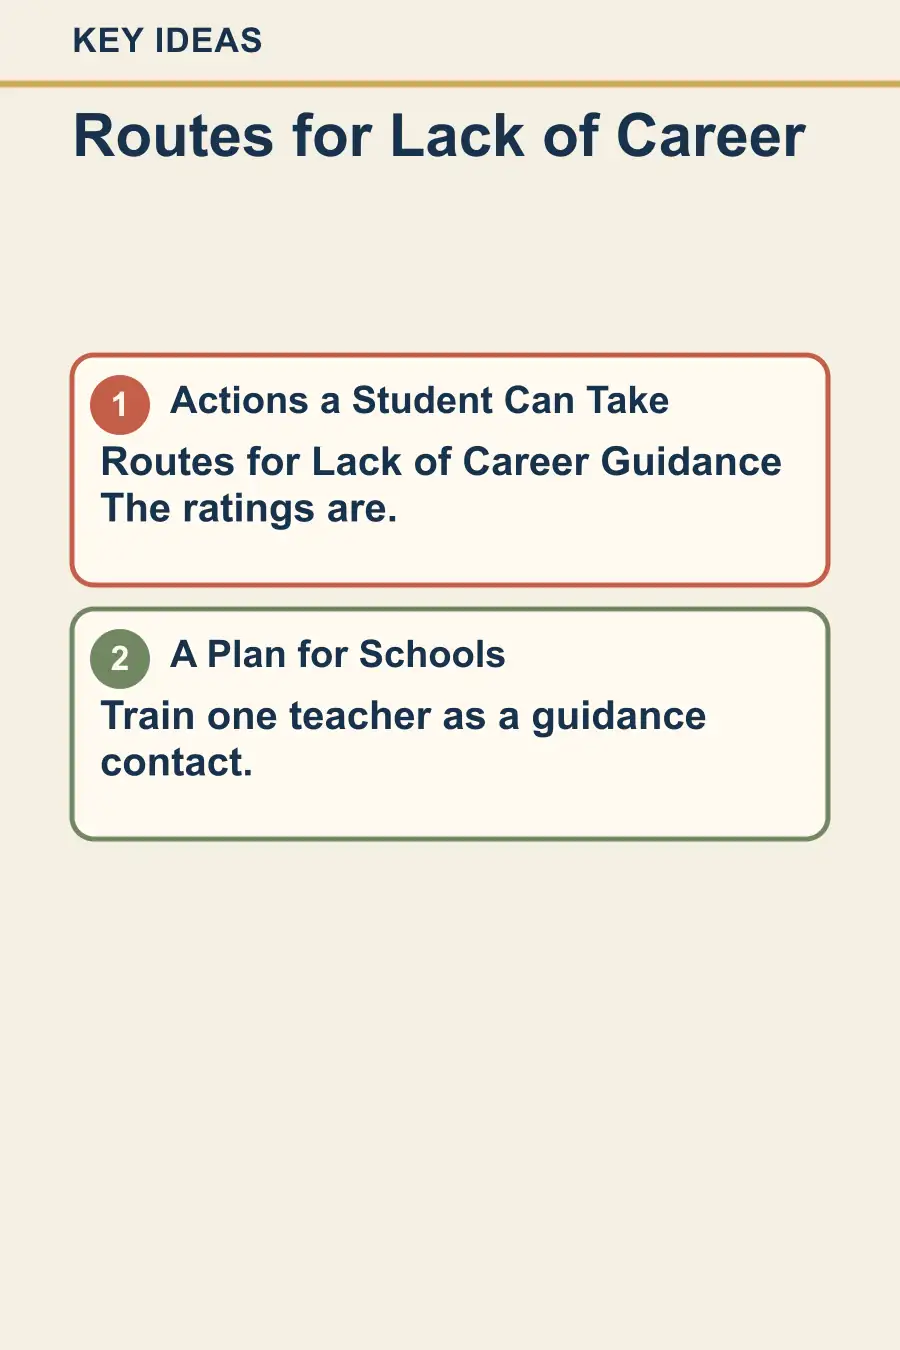 KEY IDEAS
Routes for Lack of Career
1 Actions a Student Can Take
Routes for Lack of Career Guidance
The ratings are.
2 A Plan for Schools
Train one teacher as a guidance
contact.